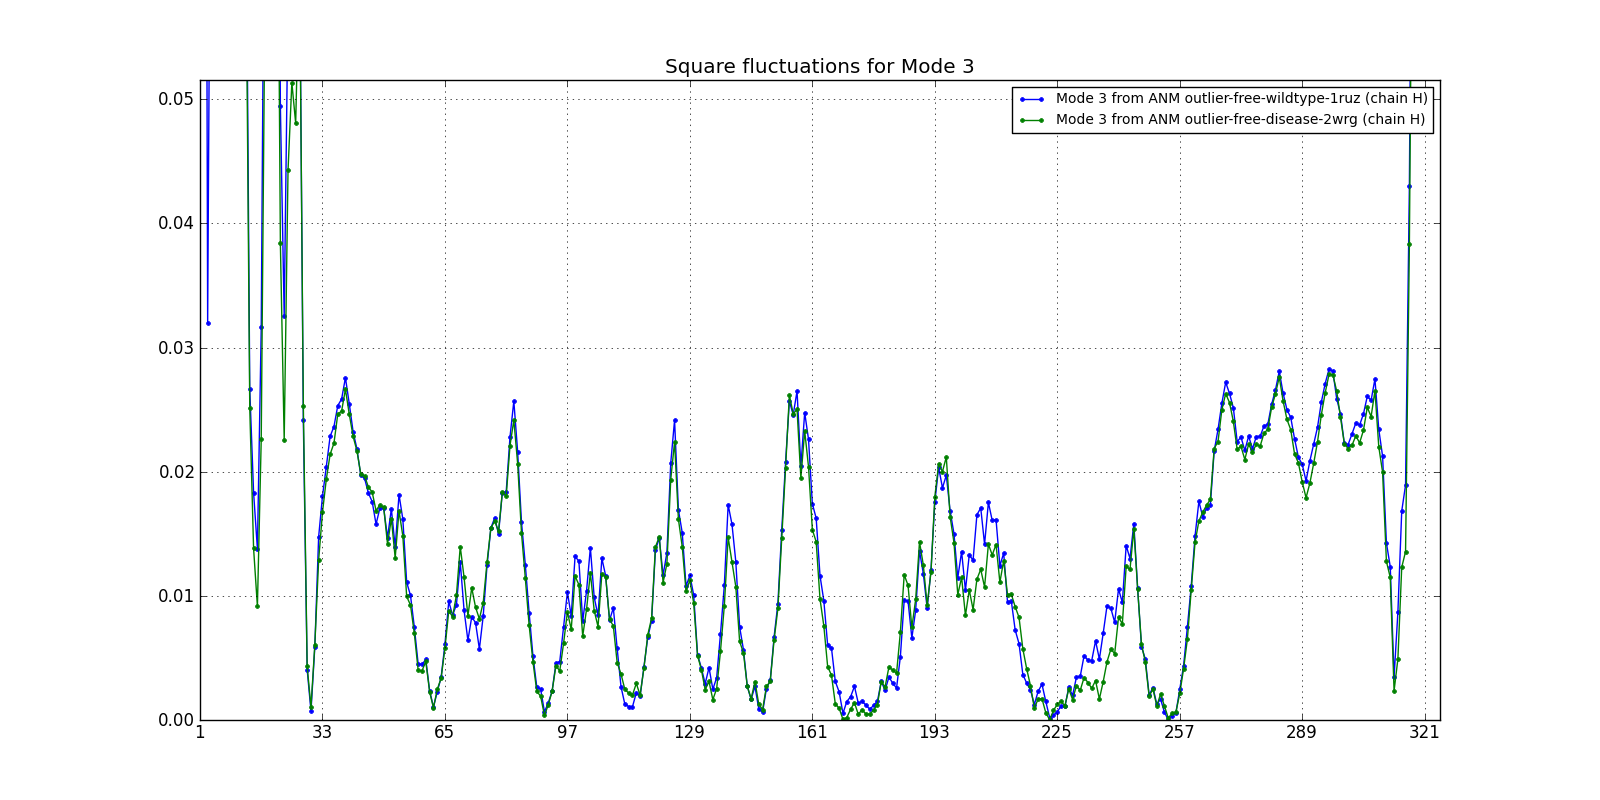 Square fluctuations for Mode 3
Mode 3 from ANM outlier-free-wildtype-1ruz (chain H)
Mode 3 from ANM outlier-free-disease-2wrg (chain H)
0.05
0.04
0.03
0.02
0.01
0.00
1 33 65 97 129 161 193 225 257 289 321